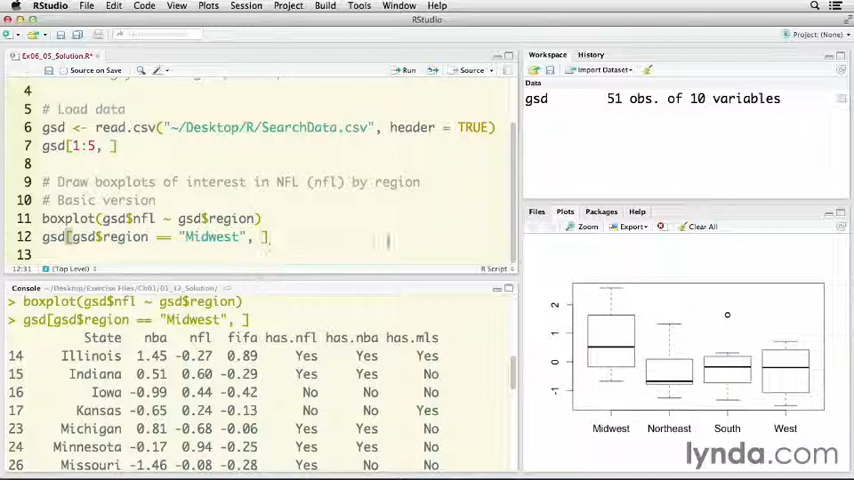 RStudio File Edit Code View Plots Session Project Build Tools Window Help
RStudio
Project: (None)
Ex06_05_Solution.R*
Source on Save Run Source
4
5 # Load data
6 gsd <- read.csv("~/Desktop/R/SearchData.csv", header = TRUE)
7 gsd[1:5, ]
8
9 # Draw boxplots of interest in NFL (nfl) by region
10 # Basic version
11 boxplot(gsd$nfl ~ gsd$region)
12 gsd[gsd$region == "Midwest", ]
13
12:31 (Top Level) R Script
Console ~/Desktop/Exercise Files/Ch01/01_12_Solution/
> boxplot(gsd$nfl ~ gsd$region)
> gsd[gsd$region == "Midwest", ]
State nba nfl fifa has.nfl has.nba has.mls
14 Illinois 1.45 -0.27 0.89 Yes Yes Yes
15 Indiana 0.51 0.60 -0.29 Yes Yes No
16 Iowa -0.99 0.44 -0.42 No No No
17 Kansas -0.65 0.24 -0.13 No No Yes
23 Michigan 0.81 -0.68 -0.06 Yes Yes No
24 Minnesota -0.17 0.94 -0.25 Yes Yes No
26 Missouri -1.46 -0.08 -0.28 Yes No No
Workspace History
Import Dataset
Data
gsd 51 obs. of 10 variables
Files Plots Packages Help
Zoom Export Clear All
2
1
0
-1
Midwest Northeast South West
lynda.com